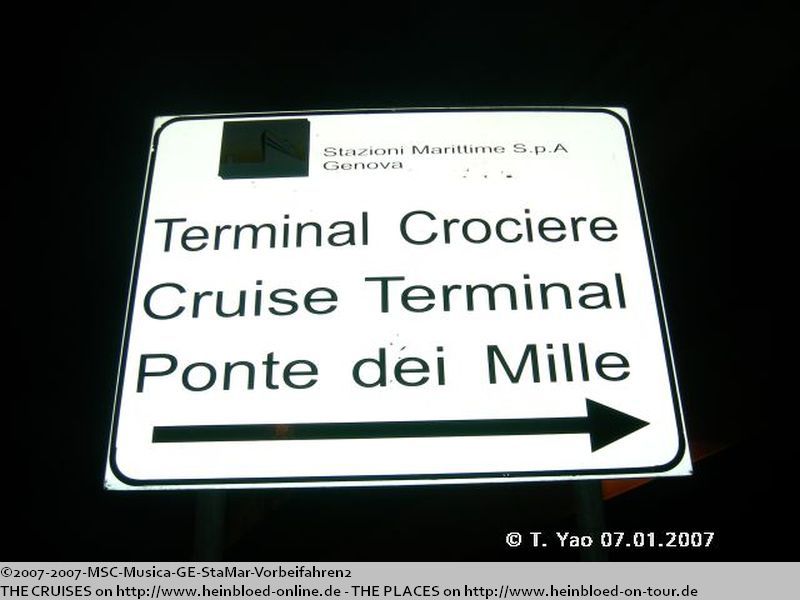 Stazioni Marittime S.p.A
Genova
Terminal Crociere
Cruise Terminal
Ponte dei Mille
© T. Yao 07.01.2007
©2007-2007-MSC-Musica-GE-StaMar-Vorbeifahren2
THE CRUISES on http://www.heinbloed-online.de - THE PLACES on http://www.heinbloed-on-tour.de